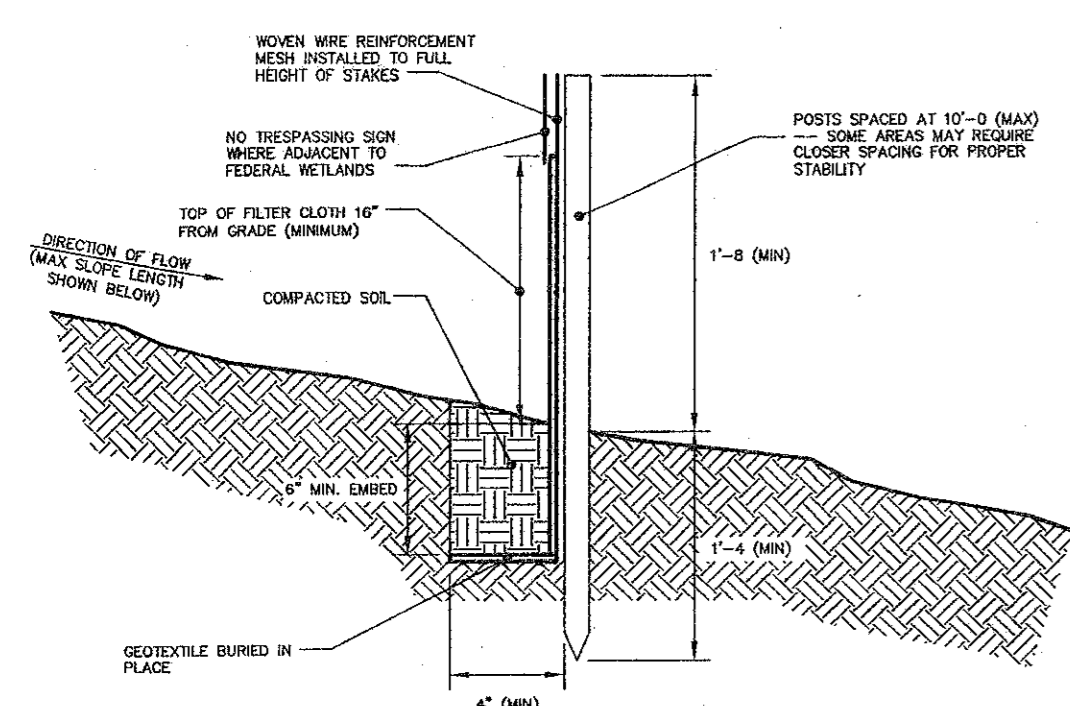 WOVEN WIRE REINFORCEMENT
MESH INSTALLED TO FULL
HEIGHT OF STAKES
NO TRESPASSING SIGN
WHERE ADJACENT TO
FEDERAL WETLANDS
POSTS SPACED AT 10'-0 (MAX)
-- SOME AREAS MAY REQUIRE
CLOSER SPACING FOR PROPER
STABILITY
TOP OF FILTER CLOTH 16"
FROM GRADE (MINIMUM)
1'-8 (MIN)
DIRECTION OF FLOW
(MAX SLOPE LENGTH
SHOWN BELOW)
COMPACTED SOIL
6" MIN. EMBED
1'-4 (MIN)
GEOTEXTILE BURIED IN
PLACE
4" (MIN)